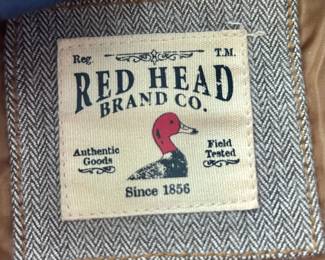 Reg. T.M.
RED HEAD
BRAND CO.
Authentic Field
Goods Tested
Since 1856